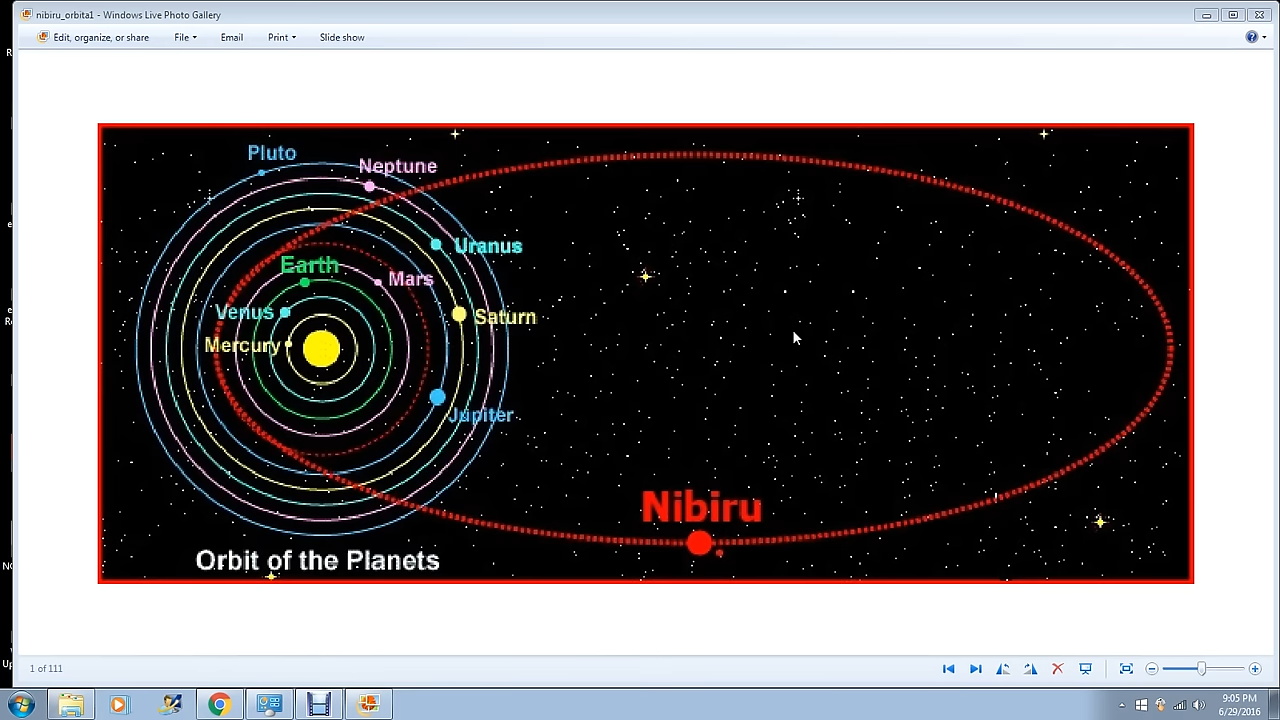 nibiru_orbita1 - Windows Live Photo Gallery
Edit, organize, or share File Email Print Slide show
Pluto
Neptune
Uranus
Earth
Mars
Venus
Saturn
Mercury
Jupiter
Nibiru
Orbit of the Planets
1 of 111
9:05 PM
6/29/2016